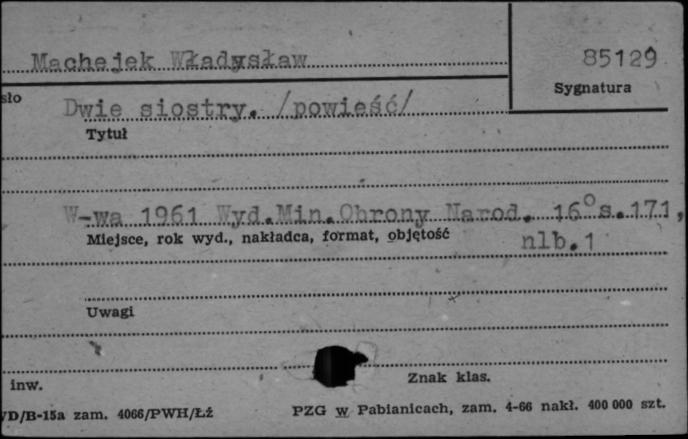 Machejek Władysław
85129
Sygnatura
sło
Dwie siostry. /powieść/
Tytuł
W-wa 1961 Wyd.Min.Obrony Narod. 16° s.171,
Miejsce, rok wyd., nakładca, format, objętość
nlb.1
Uwagi
inw.
Znak klas.
/D/B-15a zam. 4066/PWH/Łź
PZG w Pabianicach, zam. 4-66 nakł. 400 000 szt.